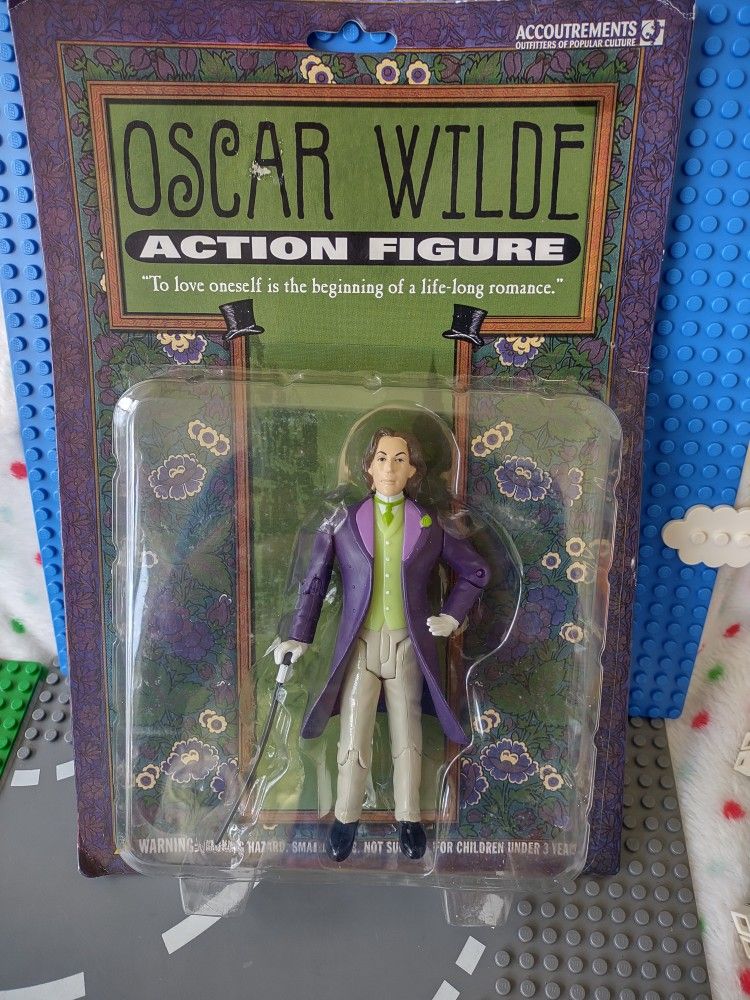 ACCOUTREMENTS
OUTFITTERS OF POPULAR CULTURE
OSCAR WILDE
ACTION FIGURE
“To love oneself is the beginning of a life-long romance.”
WARNING: HAZARD. NOT FOR CHILDREN UNDER 3